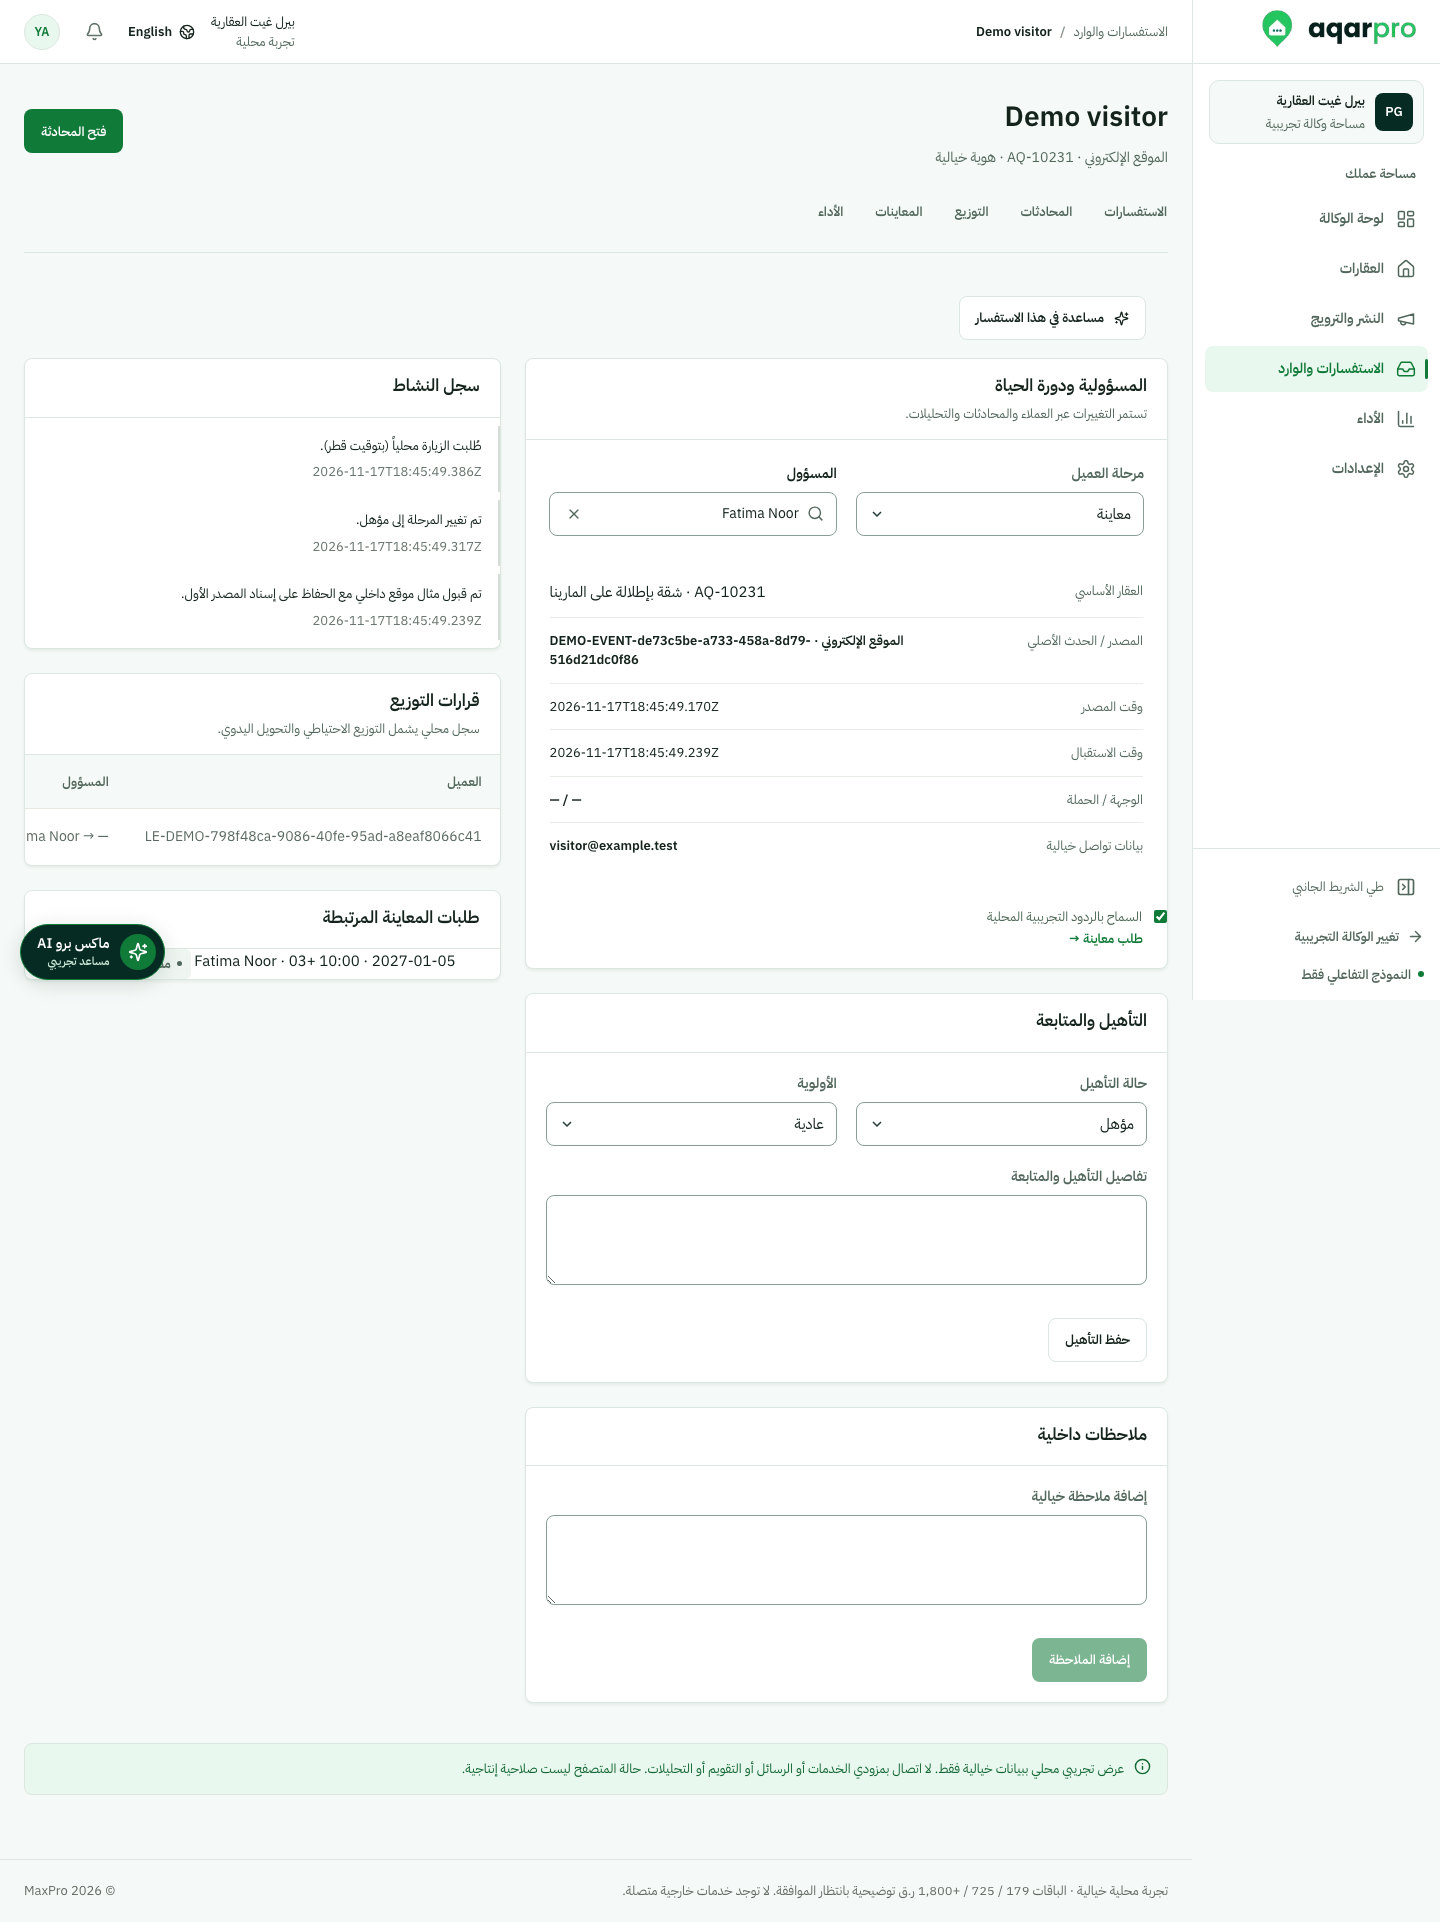 aqarpro
PG
بيرل غيت العقارية
مساحة وكالة تجريبية
مساحة عملك
لوحة الوكالة
العقارات
النشر والترويج
الاستفسارات والوارد
الأداء
الإعدادات
طي الشريط الجانبي
تغيير الوكالة التجريبية
النموذج التفاعلي فقط
الاستفسارات والوارد / Demo visitor
بيرل غيت العقارية
تجربة محلية
English
YA
Demo visitor
الموقع الإلكتروني · AQ-10231 · هوية خيالية
فتح المحادثة
الاستفسارات
المحادثات
التوزيع
المعاينات
الأداء
مساعدة في هذا الاستفسار
المسؤولية ودورة الحياة
تستمر التغييرات عبر العملاء والمحادثات والتحليلات.
مرحلة العميل
معاينة
المسؤول
Fatima Noor
العقار الأساسي
AQ-10231 · شقة بإطلالة على المارينا
المصدر / الحدث الأصلي
الموقع الإلكتروني · DEMO-EVENT-de73c5be-a733-458a-8d79-
516d21dc0f86
وقت المصدر
2026-11-17T18:45:49.170Z
وقت الاستقبال
2026-11-17T18:45:49.239Z
الوجهة / الحملة
— / —
بيانات تواصل خيالية
visitor@example.test
السماح بالردود التجريبية المحلية
طلب معاينة →
التأهيل والمتابعة
حالة التأهيل
مؤهل
الأولوية
عادية
تفاصيل التأهيل والمتابعة
حفظ التأهيل
ملاحظات داخلية
إضافة ملاحظة خيالية
إضافة الملاحظة
سجل النشاط
طُلبت الزيارة محلياً (بتوقيت قطر).
2026-11-17T18:45:49.386Z
تم تغيير المرحلة إلى مؤهل.
2026-11-17T18:45:49.317Z
تم قبول مثال موقع داخلي مع الحفاظ على إسناد المصدر الأول.
2026-11-17T18:45:49.239Z
قرارات التوزيع
سجل محلي يشمل التوزيع الاحتياطي والتحويل اليدوي.
العميل
المسؤول
LE-DEMO-798f48ca-9086-40fe-95ad-a8eaf8066c41
— → ma Noor
طلبات المعاينة المرتبطة
2027-01-05 · 10:00 +03 · Fatima Noor
ماكس برو AI
مساعد تجريبي
عرض تجريبي محلي ببيانات خيالية فقط. لا اتصال بمزودي الخدمات أو الرسائل أو التقويم أو التحليلات. حالة المتصفح ليست صلاحية إنتاجية.
تجربة محلية خيالية · الباقات 179 / 725 / +1,800 ر.ق توضيحية بانتظار الموافقة. لا توجد خدمات خارجية متصلة.
© 2026 MaxPro